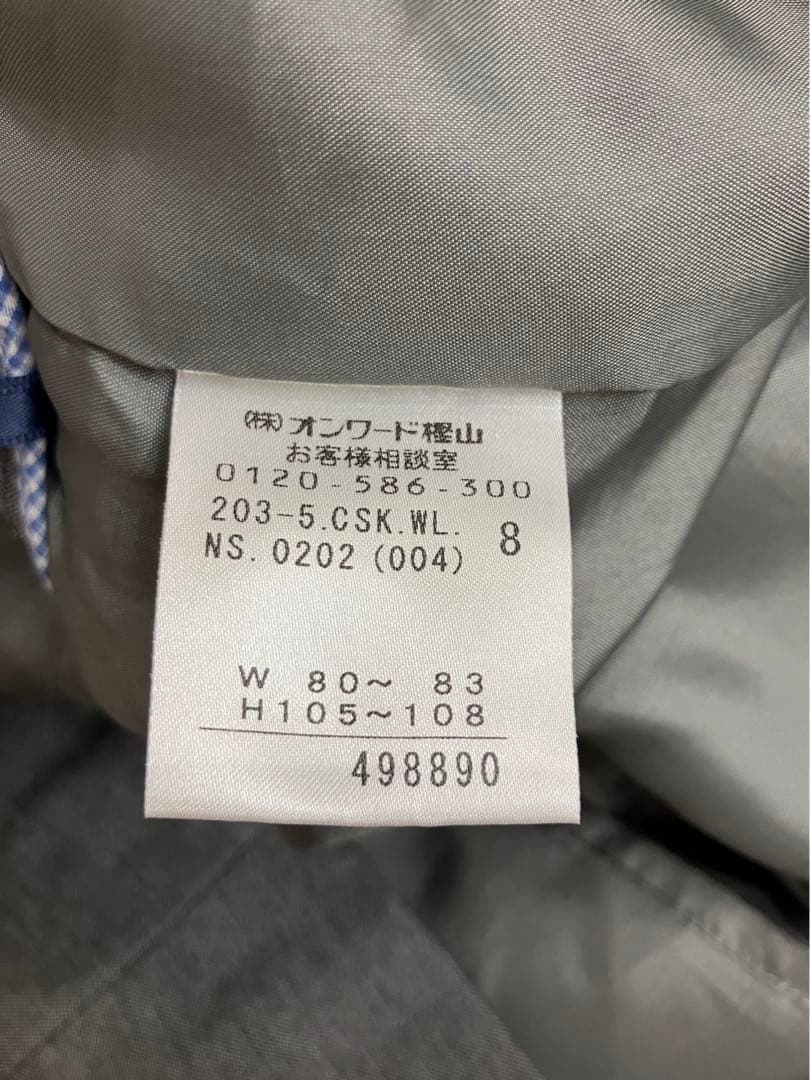 (株)オンワード樫山
お客様相談室
0120-586-300
203-5.CSK.WL. 8
NS. 0202 (004)
W 80～ 83
H105～108
498890